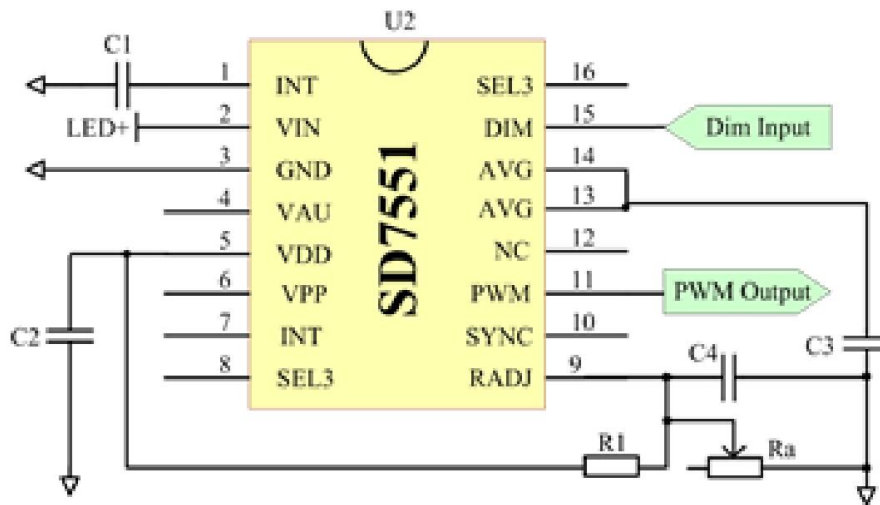 U2
C1
1 INT SEL3 16
LED+ 2 VIN DIM 15 Dim Input
3 GND AVG 14
4 VAU AVG 13
5 VDD NC 12
6 VPP PWM 11 PWM Output
7 INT SYNC 10
8 SEL3 RADJ 9
SD7551
C2
C4
C3
R1
Ra